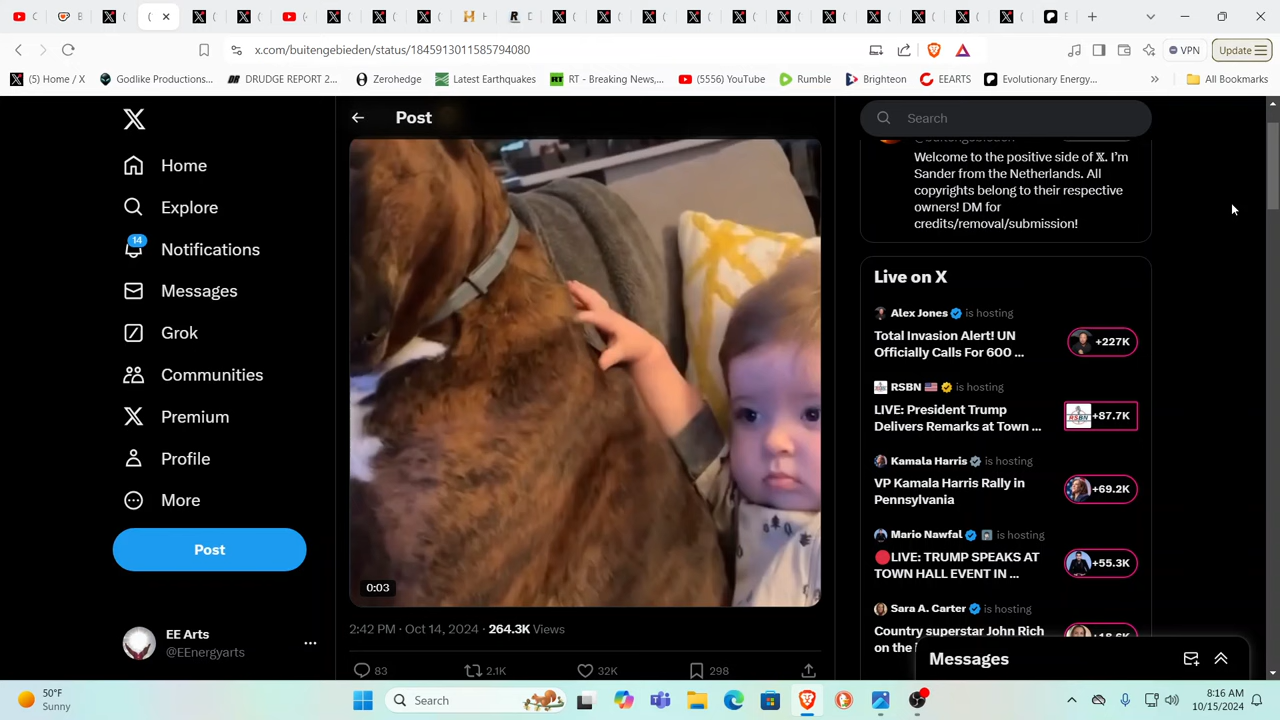 x.com/buitengebieden/status/1845913011585794080
VPN
Update
(5) Home / X
Godlike Productions...
DRUDGE REPORT 2...
Zerohedge
Latest Earthquakes
RT - Breaking News,...
(5556) YouTube
Rumble
Brighteon
EEARTS
Evolutionary Energy...
»
All Bookmarks
Post
Search
Home
Explore
14
Notifications
Messages
Grok
Communities
Premium
Profile
More
Post
EE Arts
@EEnergyarts
0:03
2:42 PM · Oct 14, 2024 · 264.3K Views
83
2.1K
32K
298
Welcome to the positive side of 𝕏. I'm
Sander from the Netherlands. All
copyrights belong to their respective
owners! DM for
credits/removal/submission!
Live on X
Alex Jones is hosting
Total Invasion Alert! UN
Officially Calls For 600 ...
+227K
RSBN 🇺🇸 is hosting
LIVE: President Trump
Delivers Remarks at Town ...
+87.7K
Kamala Harris is hosting
VP Kamala Harris Rally in
Pennsylvania
+69.2K
Mario Nawfal is hosting
🔴LIVE: TRUMP SPEAKS AT
TOWN HALL EVENT IN ...
+55.3K
Sara A. Carter is hosting
Country superstar John Rich
on the
Messages
50°F
Sunny
Search
8:16 AM
10/15/2024